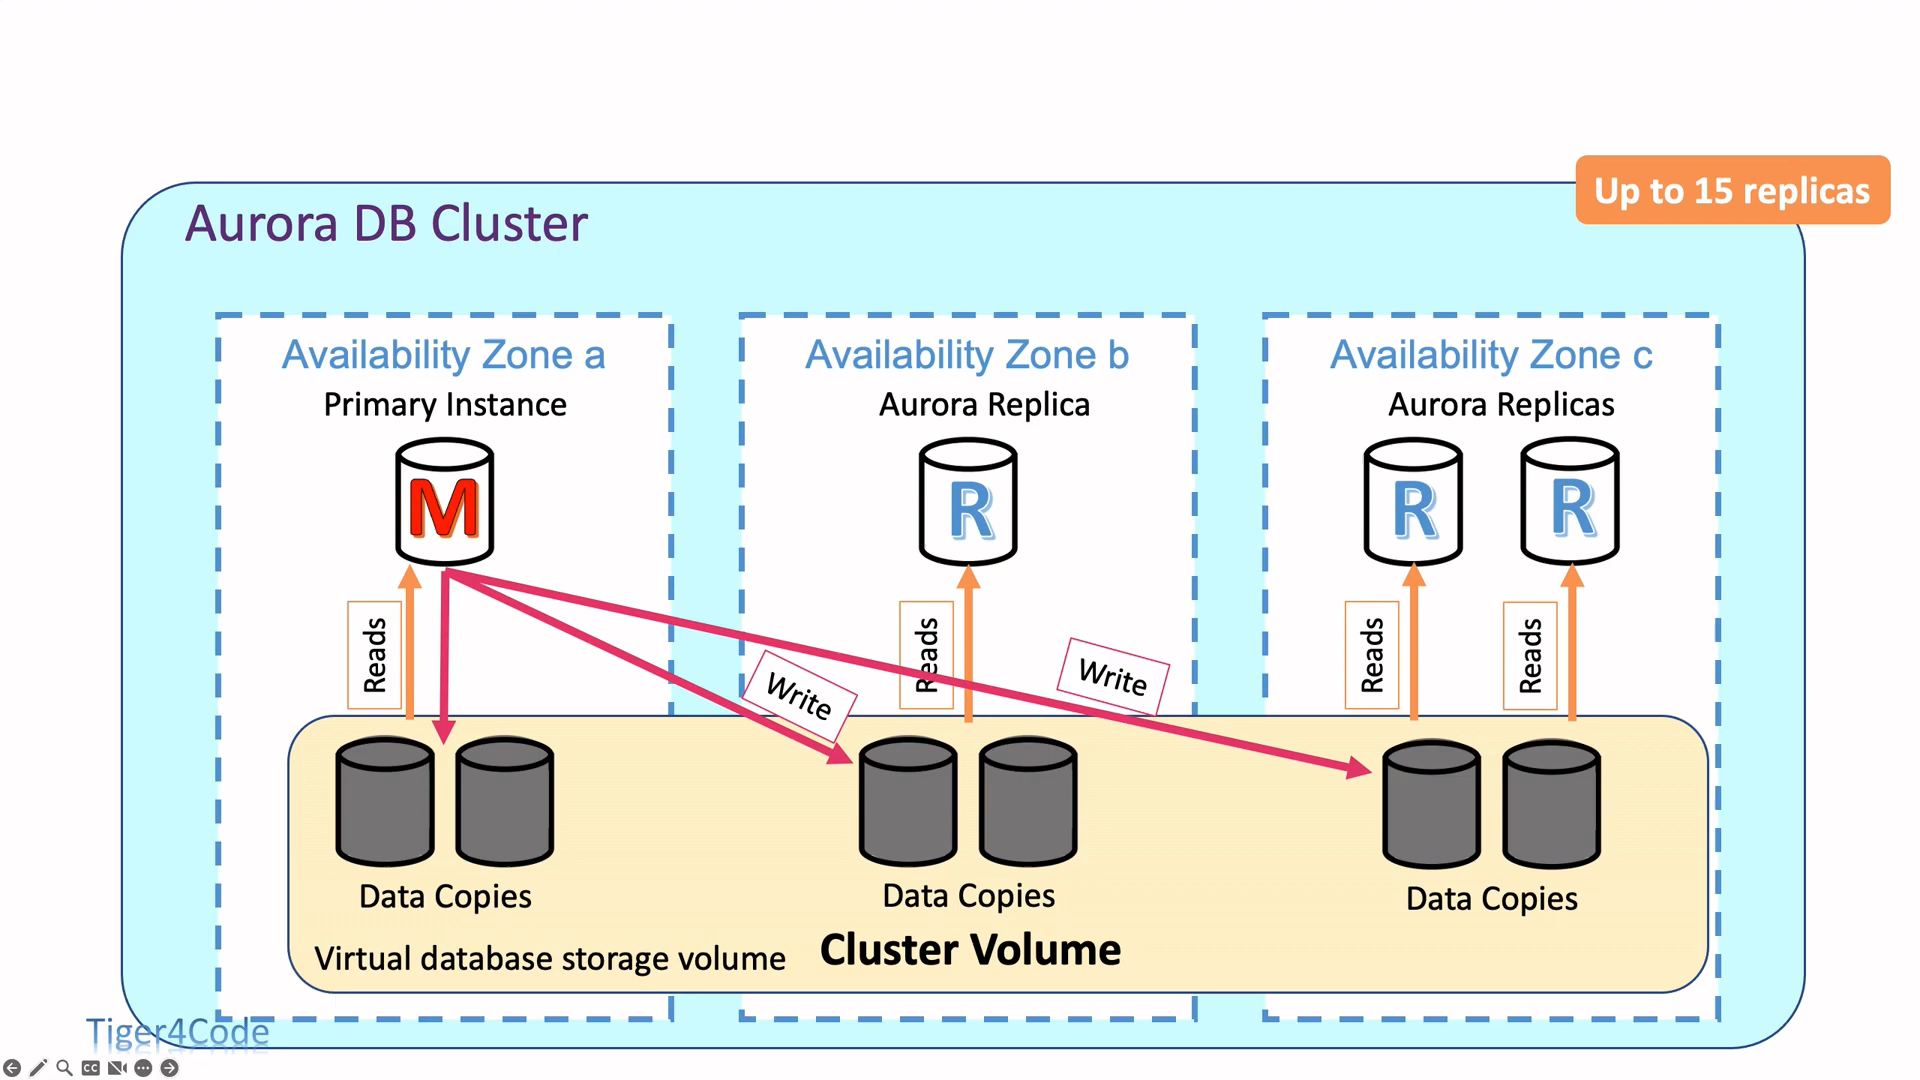 Up to 15 replicas
Aurora DB Cluster
Availability Zone a
Primary Instance
M
Reads
Availability Zone b
Aurora Replica
R
Reads
Write
Write
Availability Zone c
Aurora Replicas
R
R
Reads
Reads
Data Copies
Data Copies
Data Copies
Virtual database storage volume
Cluster Volume
Tiger4Code
CC